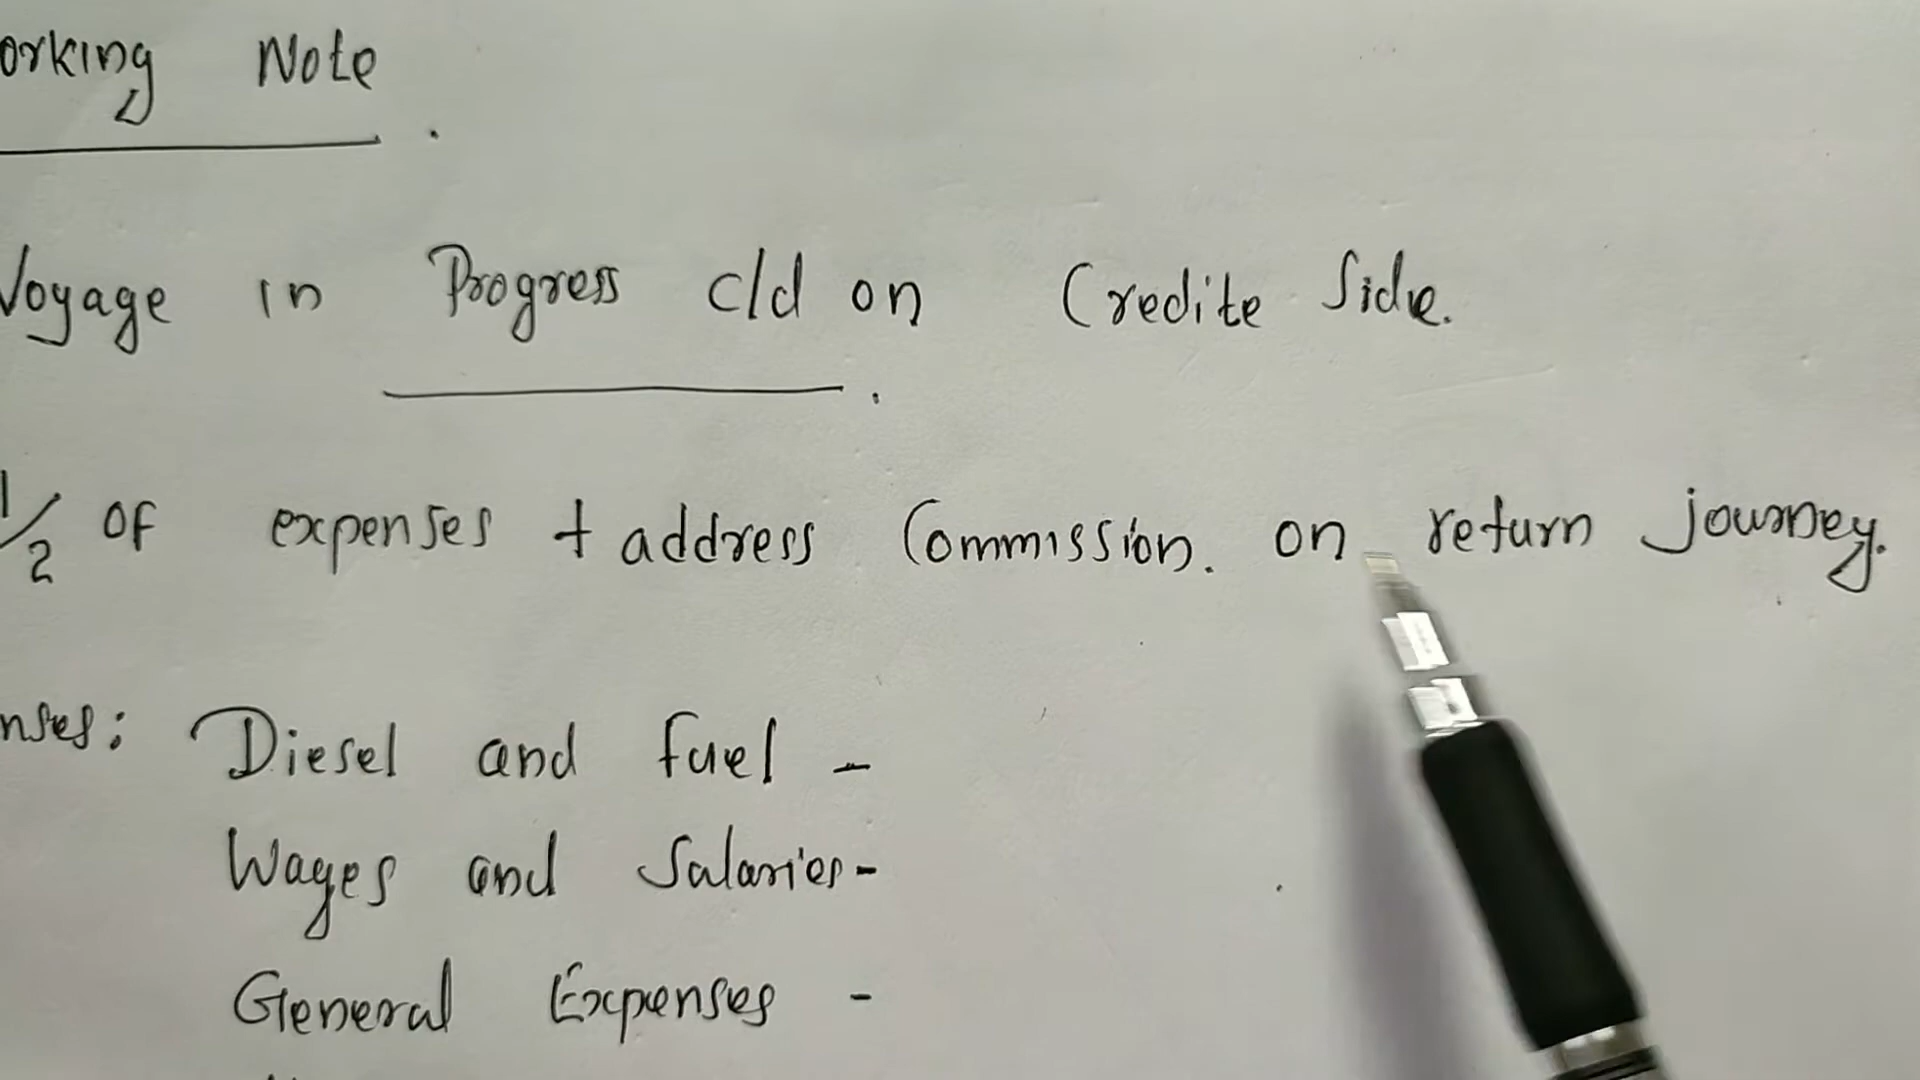 orking Note
Voyage in Progress c/d on Credite Side.
1/2 of expenses + address Commission. on return journey.
nses: Diesel and fuel -
Wages and Salaries -
General Expenses -